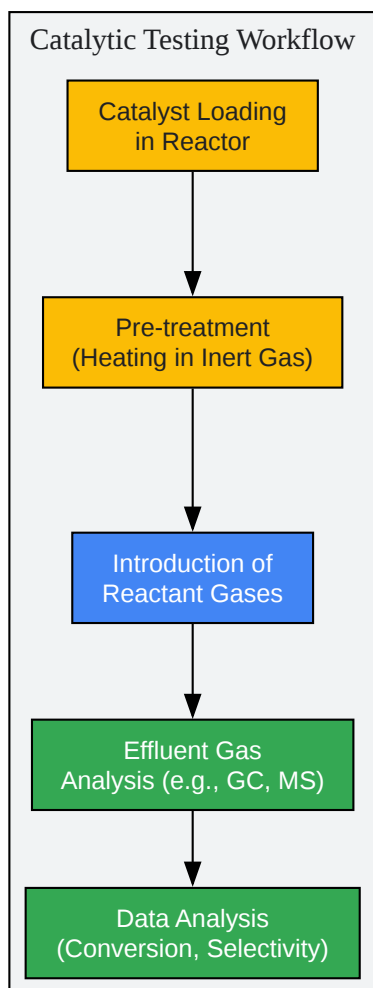 Catalytic Testing Workflow
Catalyst Loading
in Reactor
Pre-treatment
(Heating in Inert Gas)
Introduction of
Reactant Gases
Effluent Gas
Analysis (e.g., GC, MS)
Data Analysis
(Conversion, Selectivity)